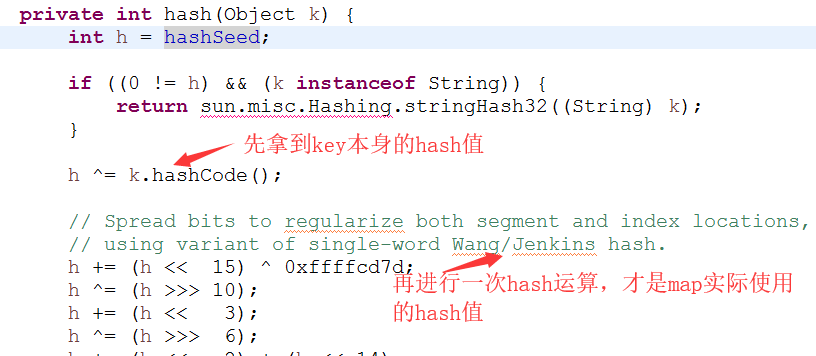 private int hash(Object k) {
int h = hashSeed;
if ((0 != h) && (k instanceof String)) {
return sun.misc.Hashing.stringHash32((String) k);
}
先拿到key本身的hash值
h ^= k.hashCode();
// Spread bits to regularize both segment and index locations,
// using variant of single-word Wang/Jenkins hash.
h += (h <<  15) ^ 0xffffcd7d;
再进行一次hash运算，才是map实际使用
h ^= (h >>> 10);
的hash值
h += (h <<   3);
h ^= (h >>>  6);